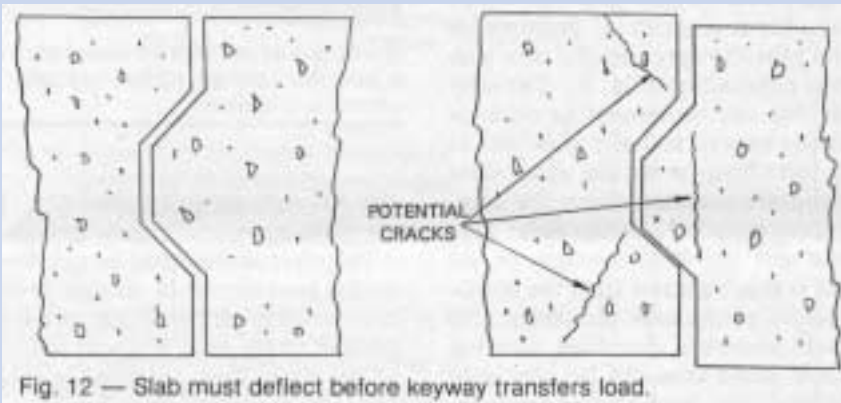 POTENTIAL
CRACKS
Fig. 12 — Slab must deflect before keyway transfers load.